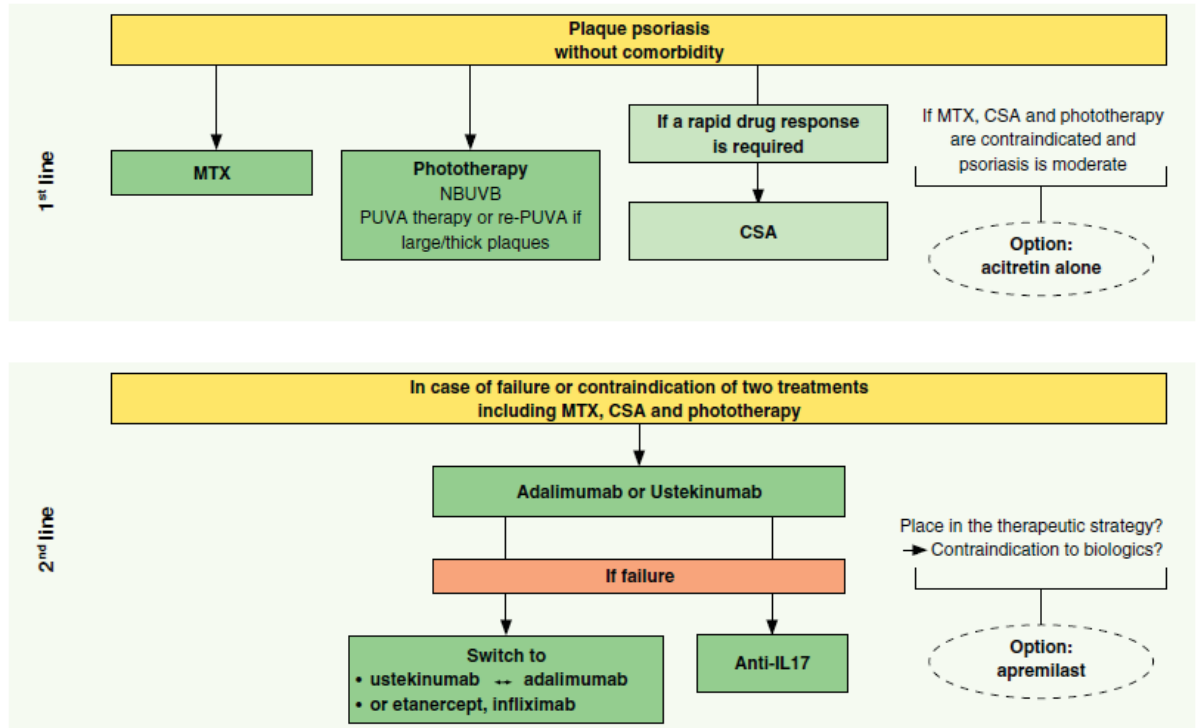 Plaque psoriasis
without comorbidity
1st line
MTX
Phototherapy
NBUVB
PUVA therapy or re-PUVA if
large/thick plaques
If a rapid drug response
is required
CSA
If MTX, CSA and phototherapy
are contraindicated and
psoriasis is moderate
Option:
acitretin alone
In case of failure or contraindication of two treatments
including MTX, CSA and phototherapy
2nd line
Adalimumab or Ustekinumab
If failure
Switch to
• ustekinumab ↔ adalimumab
• or etanercept, infliximab
Anti-IL17
Place in the therapeutic strategy?
→ Contraindication to biologics?
Option:
apremilast